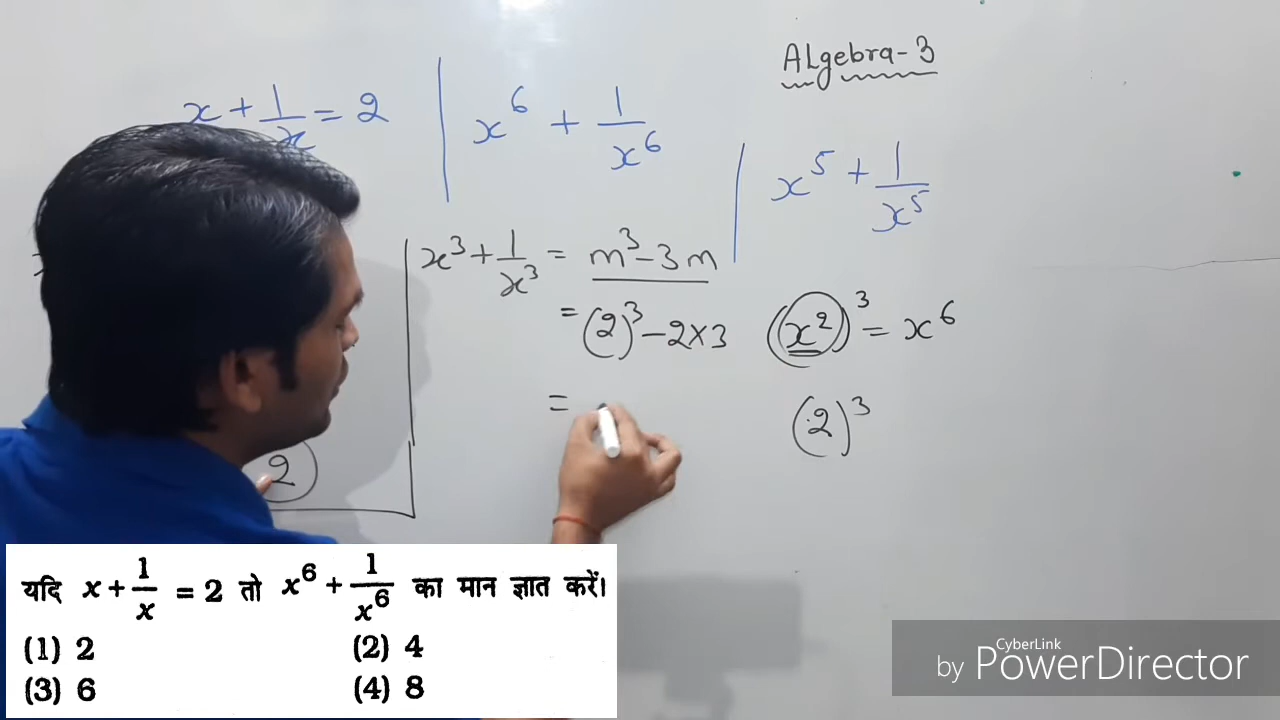 ALgebra-3
x + 1/x = 2 | x⁶ + 1/x⁶ | x⁵ + 1/x⁵
x³ + 1/x³ = m³ - 3m
= (2)³ - 2×3
(x²)³ = x⁶
=
(2)³
2
यदि x + 1/x = 2 तो x⁶ + 1/x⁶ का मान ज्ञात करें।
(1) 2 (2) 4
(3) 6 (4) 8
CyberLink
by PowerDirector